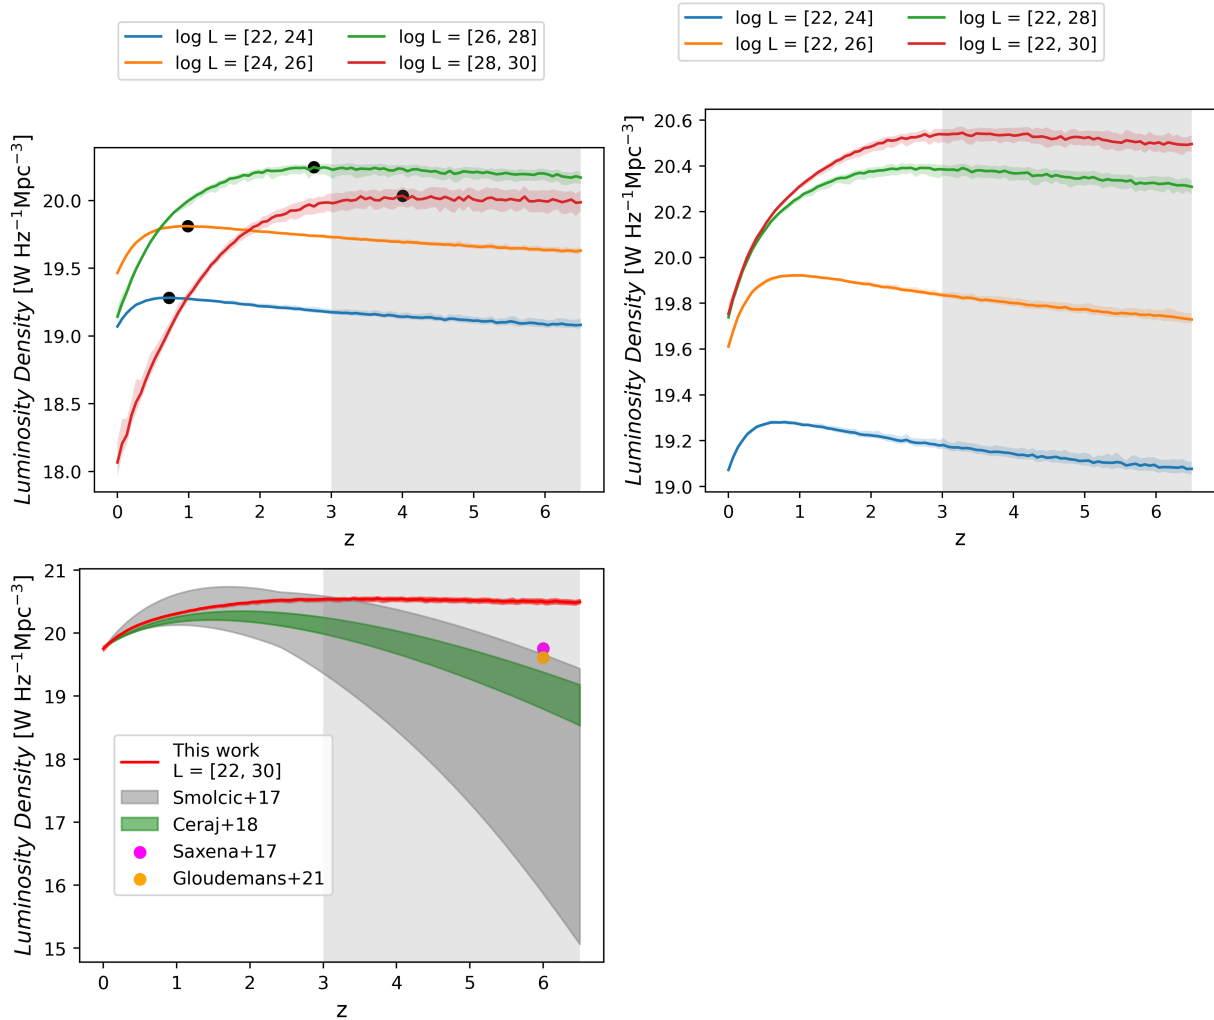 log L = [22, 24]
log L = [24, 26]
log L = [26, 28]
log L = [28, 30]
Luminosity Density [W Hz⁻¹Mpc⁻³]
20.0
19.5
19.0
18.5
18.0
0 1 2 3 4 5 6
z
log L = [22, 24]
log L = [22, 26]
log L = [22, 28]
log L = [22, 30]
Luminosity Density [W Hz⁻¹Mpc⁻³]
20.6
20.4
20.2
20.0
19.8
19.6
19.4
19.2
19.0
0 1 2 3 4 5 6
z
Luminosity Density [W Hz⁻¹Mpc⁻³]
21
20
19
18
17
16
15
This work
L = [22, 30]
Smolcic+17
Ceraj+18
Saxena+17
Gloudemans+21
0 1 2 3 4 5 6
z